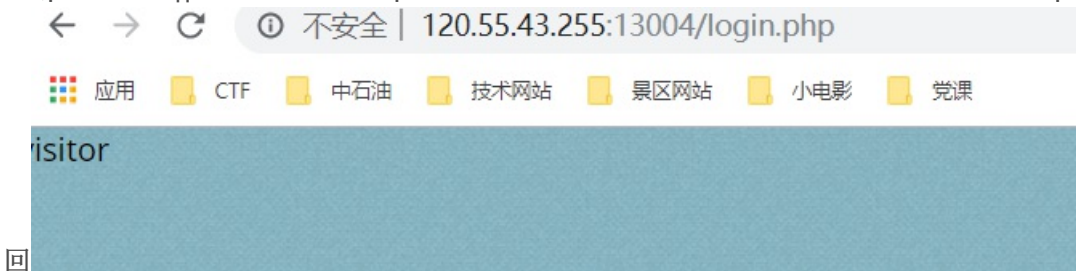 不安全 | 120.55.43.255:13004/login.php
应用 CTF 中石油 技术网站 景区网站 小电影 党课
visitor
回